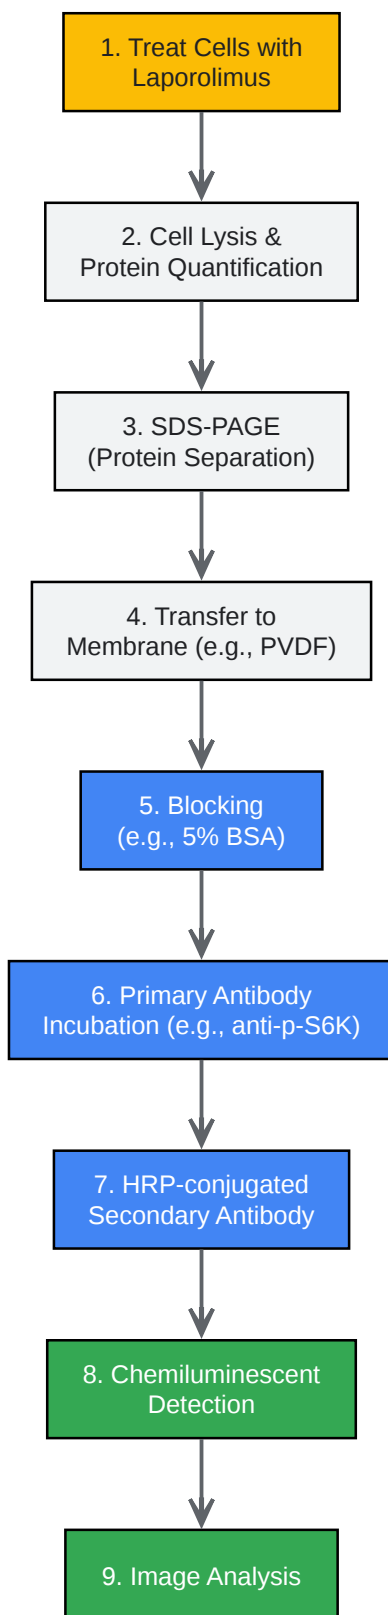 1. Treat Cells with
Laporolimus
2. Cell Lysis &
Protein Quantification
3. SDS-PAGE
(Protein Separation)
4. Transfer to
Membrane (e.g., PVDF)
5. Blocking
(e.g., 5% BSA)
6. Primary Antibody
Incubation (e.g., anti-p-S6K)
7. HRP-conjugated
Secondary Antibody
8. Chemiluminescent
Detection
9. Image Analysis